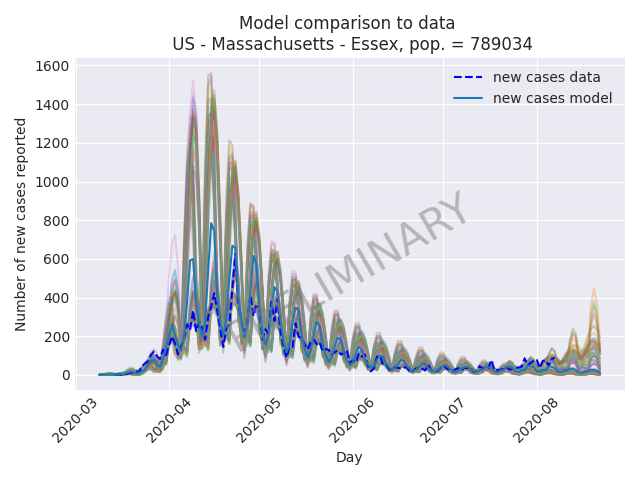 Model comparison to data
US - Massachusetts - Essex, pop. = 789034
new cases data
new cases model
Number of new cases reported
1600
1400
1200
1000
800
600
400
200
0
PRELIMINARY
2020-03
2020-04
2020-05
2020-06
2020-07
2020-08
Day